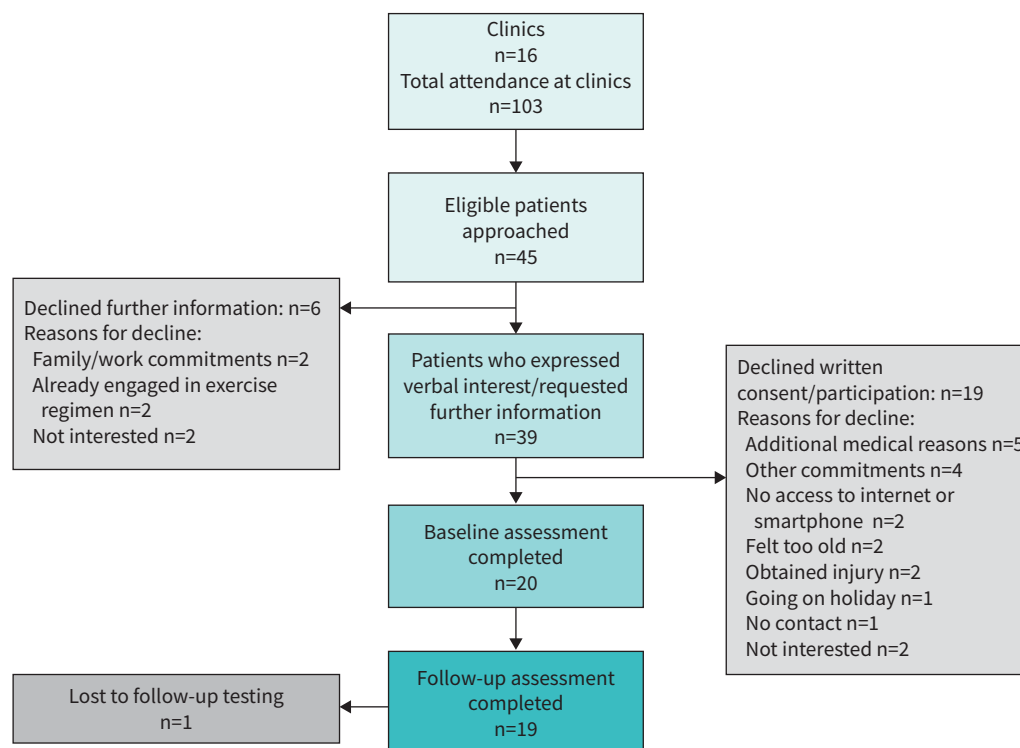 Clinics
n=16
Total attendance at clinics
n=103
Eligible patients
approached
n=45
Declined further information: n=6
Reasons for decline:
Family/work commitments n=2
Already engaged in exercise
regimen n=2
Not interested n=2
Patients who expressed
verbal interest/requested
further information
n=39
Declined written
consent/participation: n=19
Reasons for decline:
Additional medical reasons n=5
Other commitments n=4
No access to internet or
smartphone n=2
Felt too old n=2
Obtained injury n=2
Going on holiday n=1
No contact n=1
Not interested n=2
Baseline assessment
completed
n=20
Lost to follow-up testing
n=1
Follow-up assessment
completed
n=19